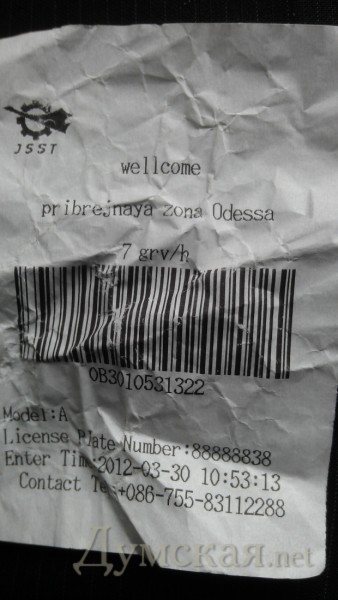 JSST
wellcome
pribrejnaya zona Odessa
7 grv/h
OB3010531322
Model:A
License Plate Number:88888838
Enter Tim:2012-03-30 10:53:13
Contact Tel+086-755-83112288
Думская.net